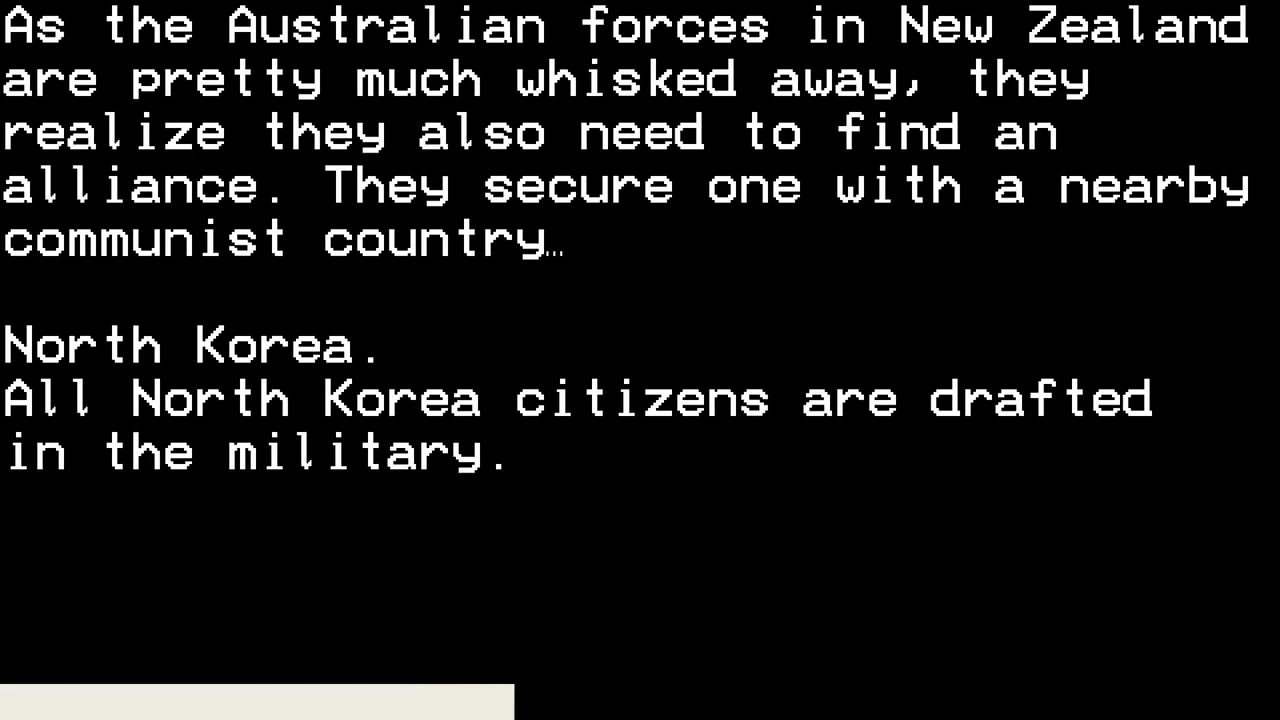 As the Australian forces in New Zealand
are pretty much whisked away, they
realize they also need to find an
alliance. They secure one with a nearby
communist country…
North Korea.
All North Korea citizens are drafted
in the military.